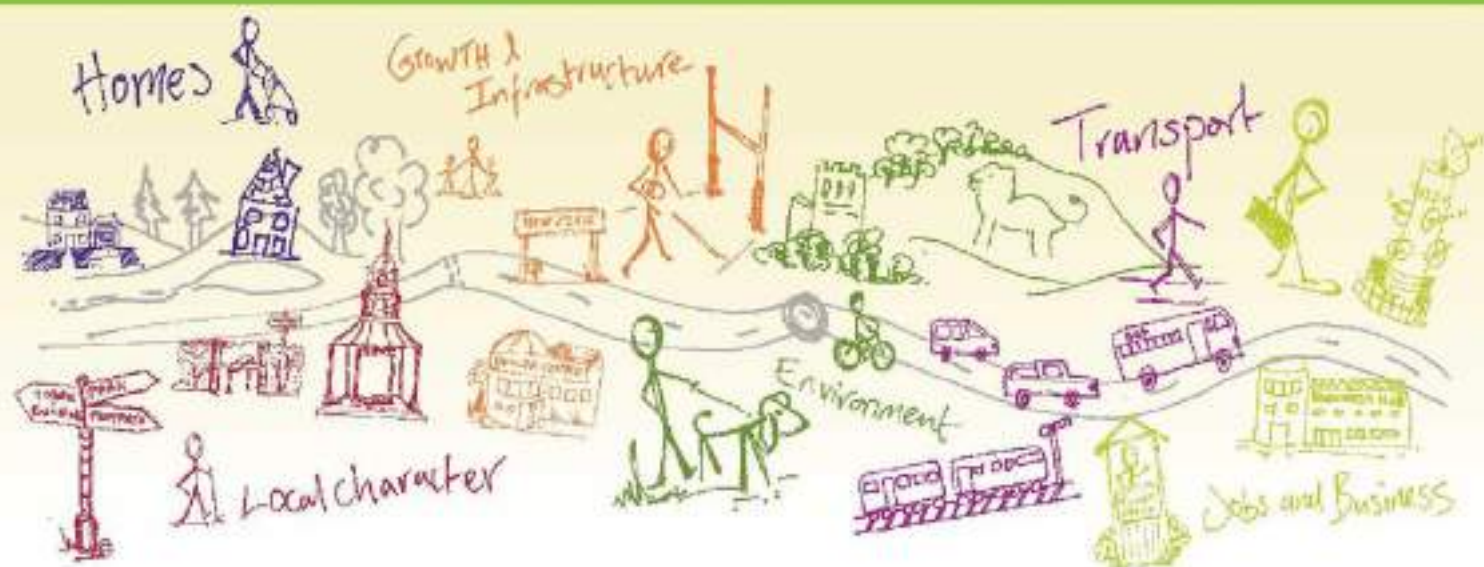 Homes
Growth &
Infrastructure
Transport
Environment
Local character
Jobs and Business